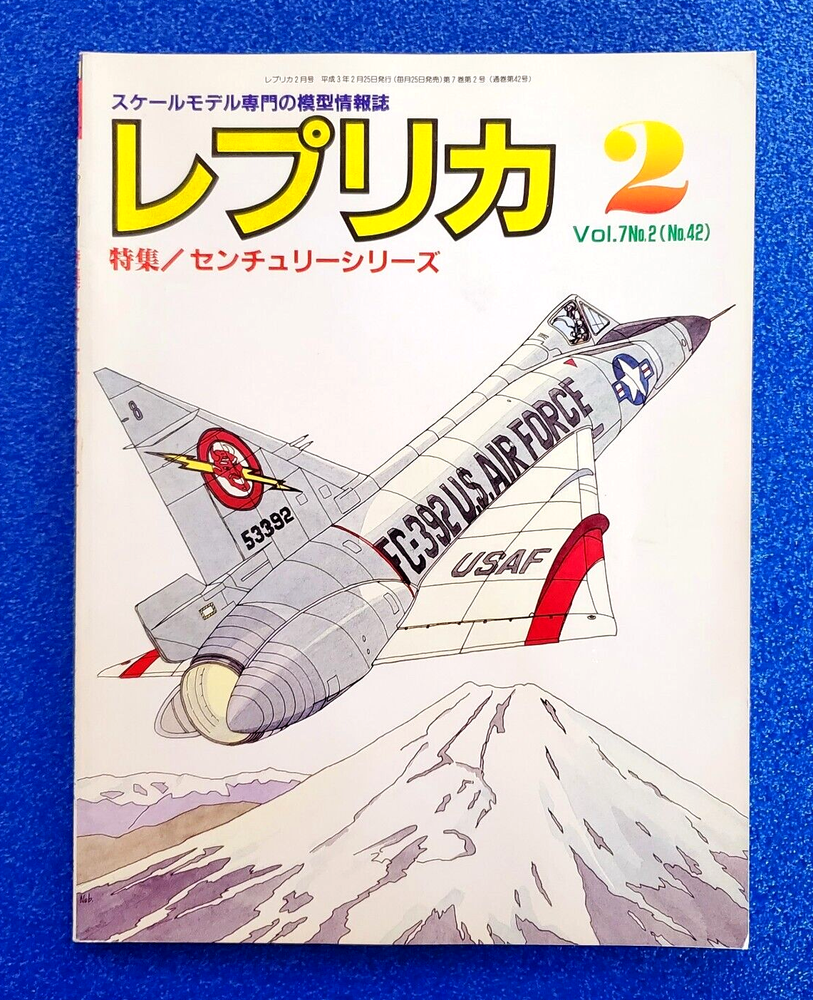 レプリカ2月号 平成3年2月25日発行(毎月25日発売)第7巻第2号(通巻第42号)
スケールモデル専門の模型情報誌
レプリカ
2
Vol.7No.2(No.42)
特集/センチュリーシリーズ
8
53392
FC-392 U.S. AIR FORCE
USAF
Nob.